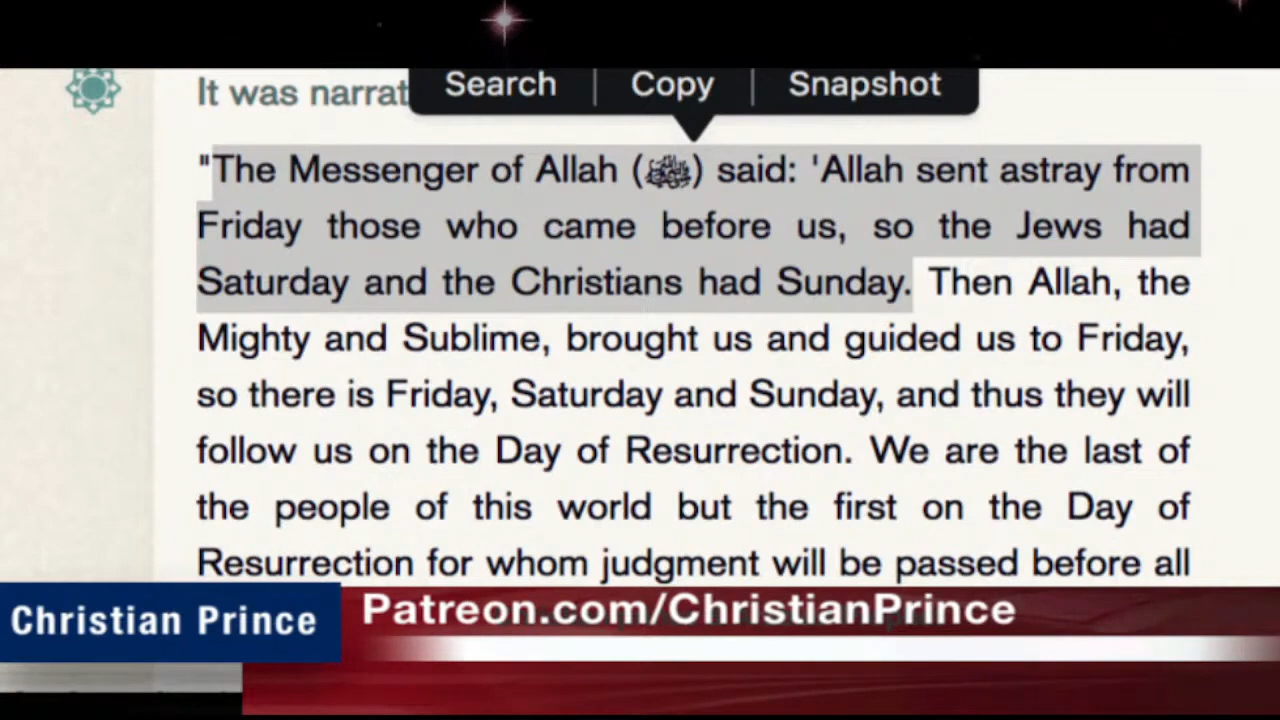 It was narrat
Search Copy Snapshot
"The Messenger of Allah (ﷺ) said: 'Allah sent astray from
Friday those who came before us, so the Jews had
Saturday and the Christians had Sunday. Then Allah, the
Mighty and Sublime, brought us and guided us to Friday,
so there is Friday, Saturday and Sunday, and thus they will
follow us on the Day of Resurrection. We are the last of
the people of this world but the first on the Day of
Resurrection for whom judgment will be passed before all
Christian Prince
Patreon.com/ChristianPrince